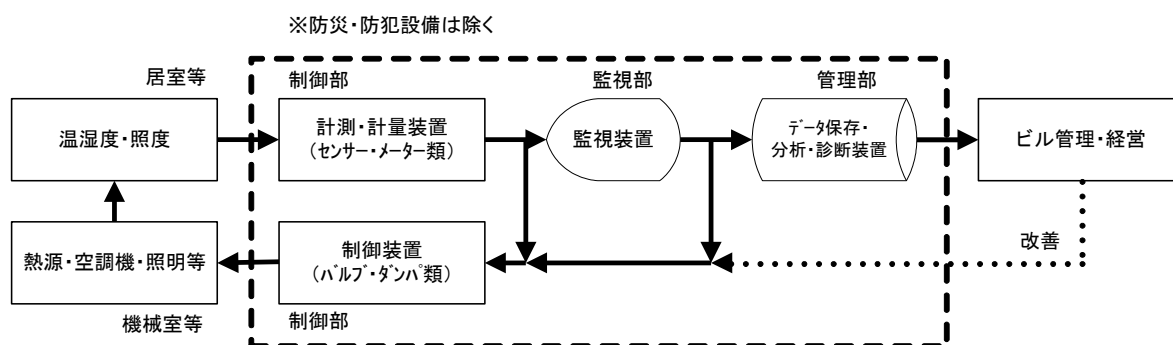 ※防災・防犯設備は除く
居室等
制御部
監視部
管理部
温湿度・照度
計測・計量装置
（センサー・メーター類）
監視装置
ﾃﾞｰﾀ保存・
分析・診断装置
ビル管理・経営
熱源・空調機・照明等
制御装置
（ﾊﾞﾙﾌﾞ・ﾀﾞﾝﾊﾟ類）
改善
機械室等
制御部